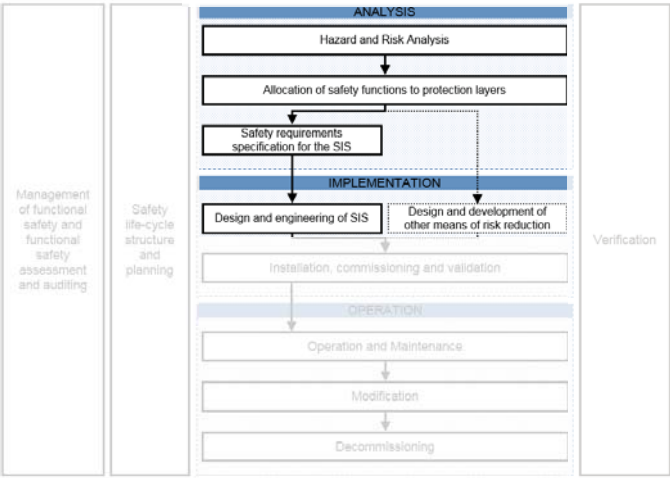 ANALYSIS
Hazard and Risk Analysis
Allocation of safety functions to protection layers
Safety requirements
specification for the SIS
IMPLEMENTATION
Design and engineering of SIS
Design and development of
other means of risk reduction
Installation, commissioning and validation
OPERATION
Operation and Maintenance
Modification
Decommissioning
Management
of functional
safety and
functional
safety
assessment
and auditing
Safety
life-cycle
structure
and
planning
Verification